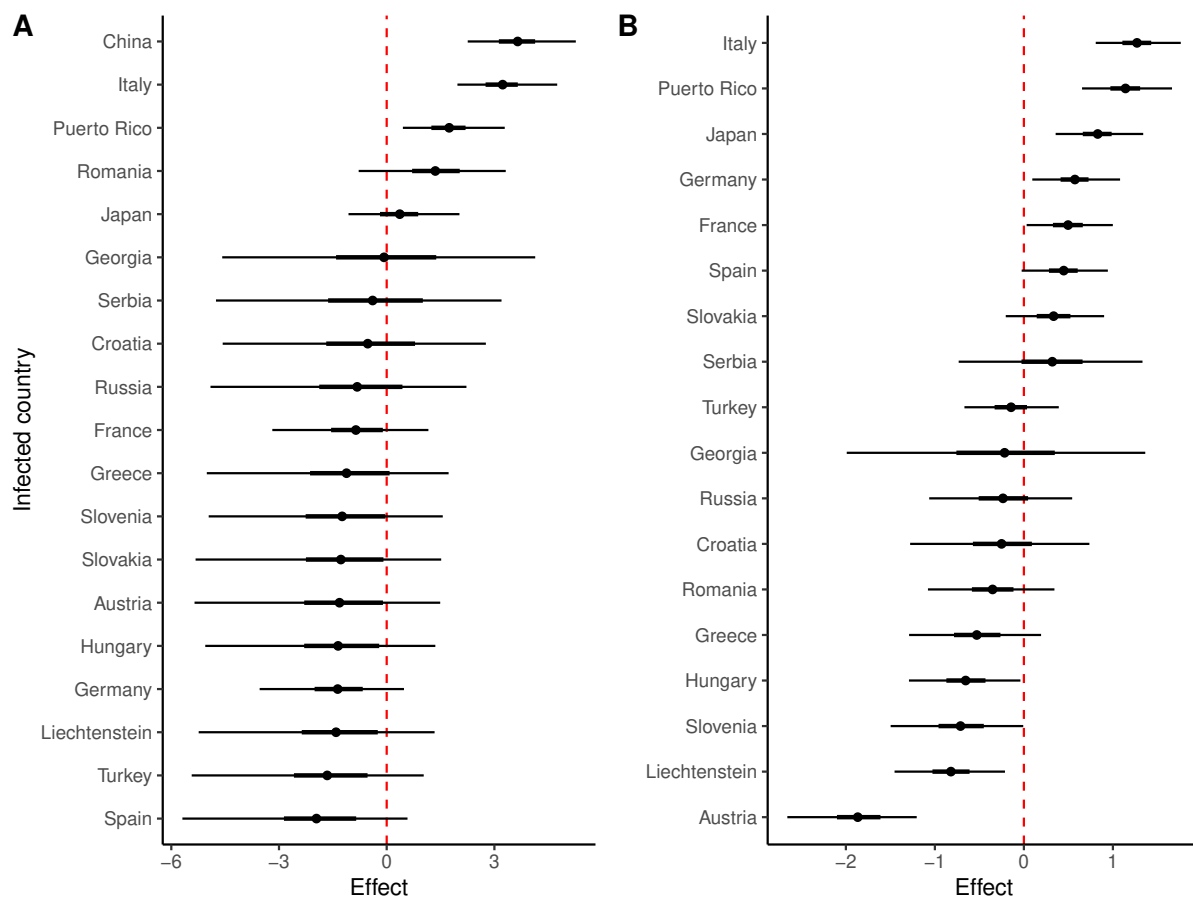 A
China
Italy
Puerto Rico
Romania
Japan
Georgia
Serbia
Croatia
Russia
France
Greece
Slovenia
Slovakia
Austria
Hungary
Germany
Liechtenstein
Turkey
Spain
Infected country
−6 −3 0 3
Effect
B
Italy
Puerto Rico
Japan
Germany
France
Spain
Slovakia
Serbia
Turkey
Georgia
Russia
Croatia
Romania
Greece
Hungary
Slovenia
Liechtenstein
Austria
−2 −1 0 1
Effect